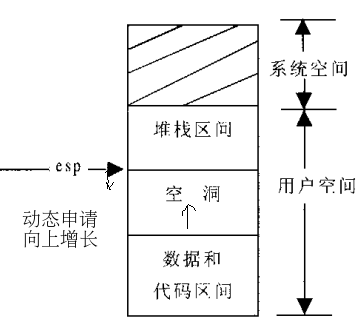 系统空间
堆栈区间
esp
空 洞
用户空间
动态申请
向上增长
数据和
代码区间